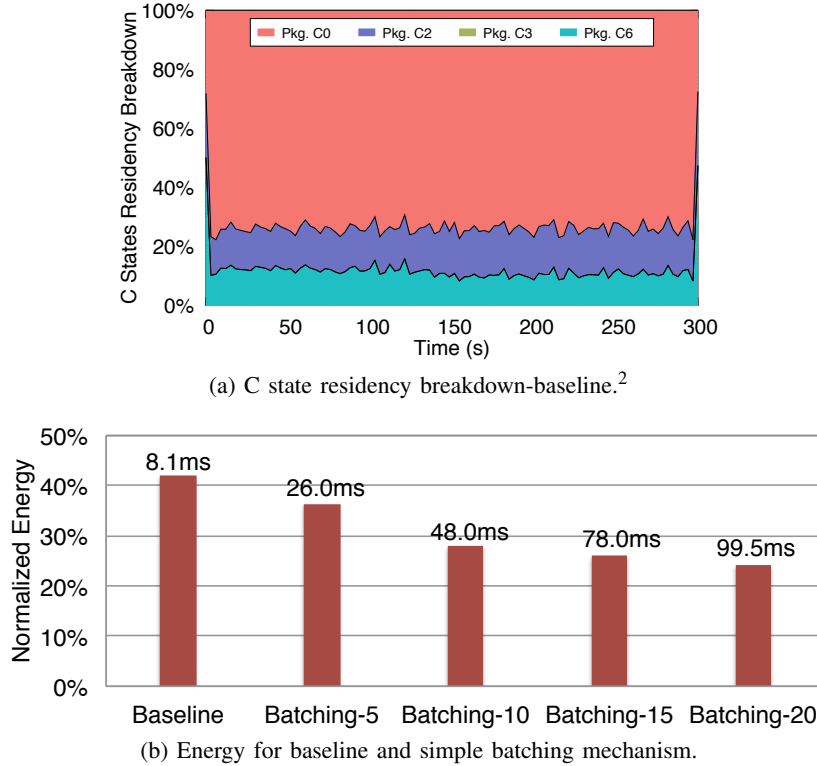 100%
Pkg. C0 Pkg. C2 Pkg. C3 Pkg. C6
80%
60%
40%
20%
0%
C States Residency Breakdown
0 50 100 150 200 250 300
Time (s)
(a) C state residency breakdown-baseline.²
50%
40%
30%
20%
10%
0%
Normalized Energy
8.1ms
26.0ms
48.0ms
78.0ms
99.5ms
Baseline Batching-5 Batching-10 Batching-15 Batching-20
(b) Energy for baseline and simple batching mechanism.